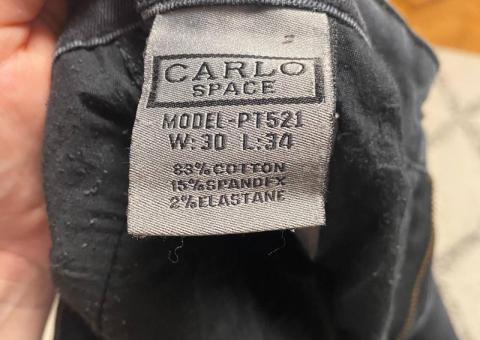 CARLO
SPACE
MODEL-PT521
W:30 L:34
83%COTTON
15%SPANDEX
2%ELASTANE